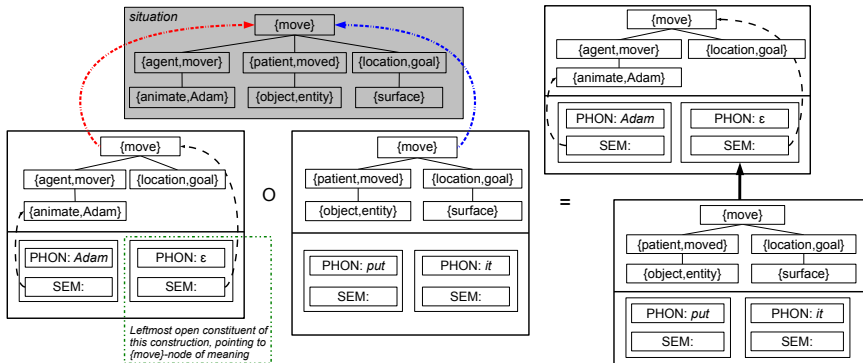 situation
{move}
{agent,mover} {patient,moved} {location,goal}
{animate,Adam} {object,entity} {surface}
{move}
{agent,mover} {location,goal}
{animate,Adam}
PHON: Adam PHON: ε
SEM: SEM:
Leftmost open constituent of
this construction, pointing to
{move}-node of meaning
O
{move}
{patient,moved} {location,goal}
{object,entity} {surface}
PHON: put PHON: it
SEM: SEM:
=
{move}
{agent,mover} {location,goal}
{animate,Adam}
PHON: Adam PHON: ε
SEM: SEM:
{move}
{patient,moved} {location,goal}
{object,entity} {surface}
PHON: put PHON: it
SEM: SEM: